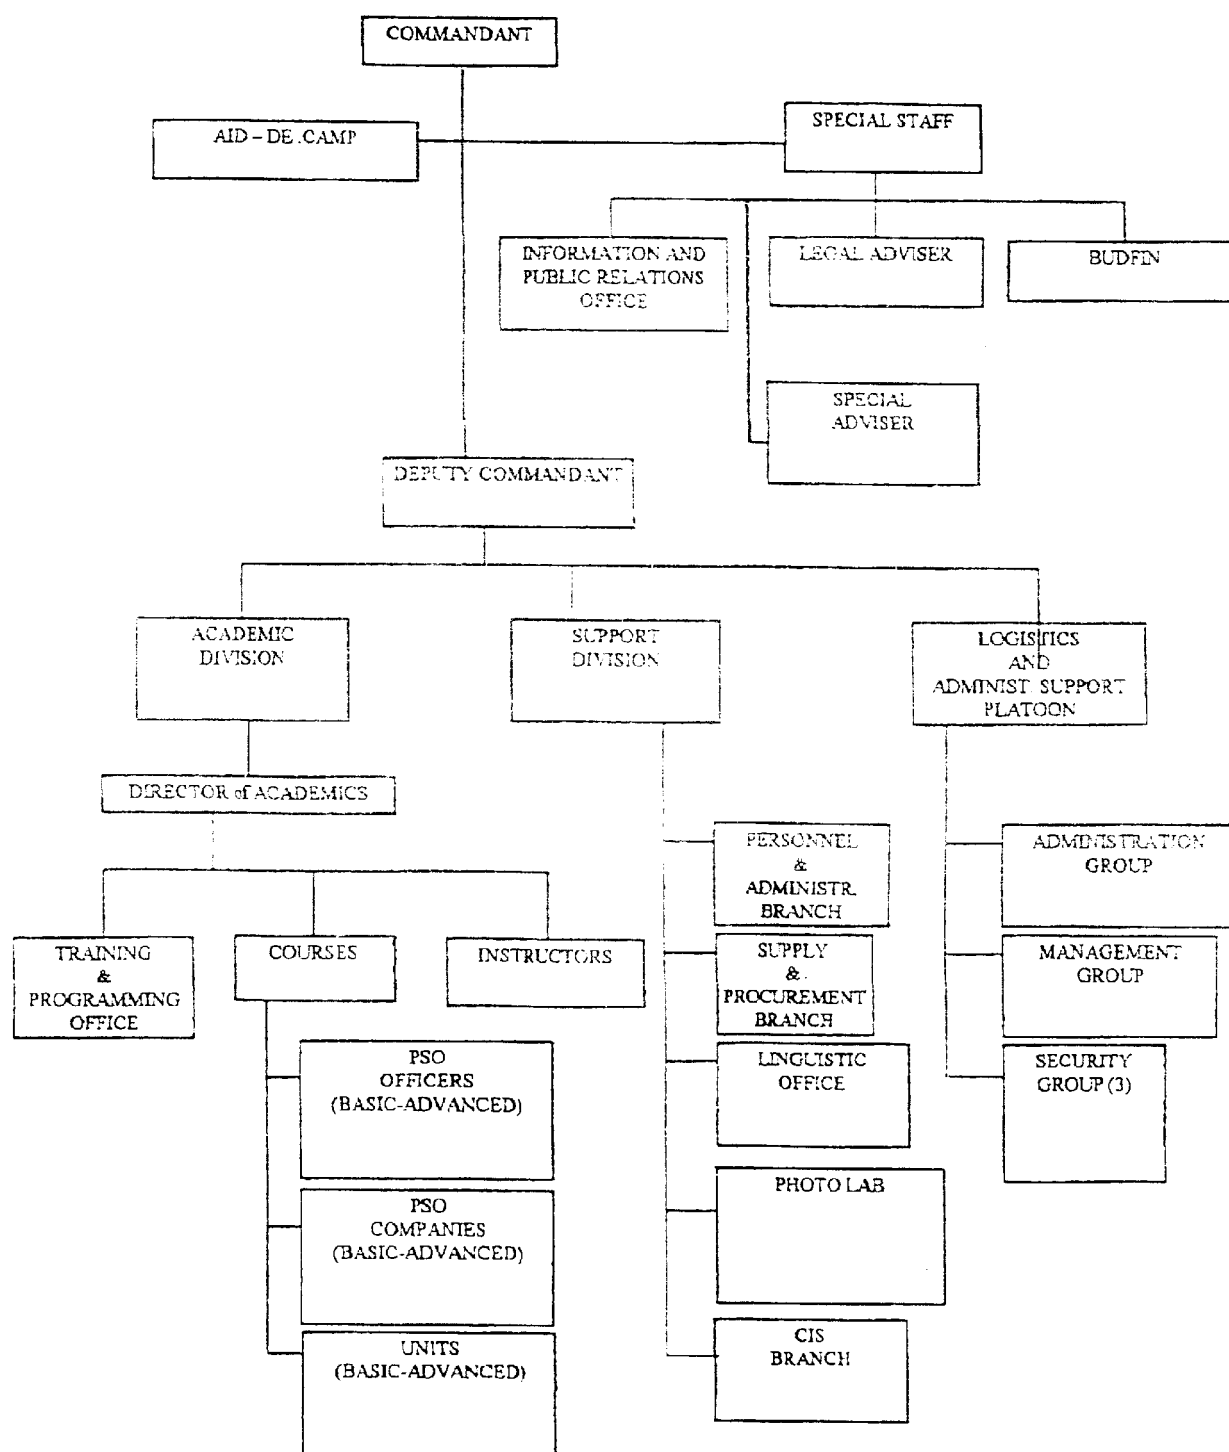 COMMANDANT
AID – DE .CAMP
SPECIAL STAFF
INFORMATION AND
PUBLIC RELATIONS
OFFICE
LEGAL ADVISER
BUDFIN
SPECIAL
ADVISER
DEPUTY COMMANDANT
ACADEMIC
DIVISION
SUPPORT
DIVISION
LOGISTICS
AND
ADMINIST. SUPPORT
PLATOON
DIRECTOR of ACADEMICS
TRAINING
&
PROGRAMMING
OFFICE
COURSES
INSTRUCTORS
PSO
OFFICERS
(BASIC-ADVANCED)
PSO
COMPANIES
(BASIC-ADVANCED)
UNITS
(BASIC-ADVANCED)
PERSONNEL
&
ADMINISTR.
BRANCH
SUPPLY
&
PROCUREMENT
BRANCH
LINGUISTIC
OFFICE
PHOTO LAB
CIS
BRANCH
ADMINISTRATION
GROUP
MANAGEMENT
GROUP
SECURITY
GROUP (3)